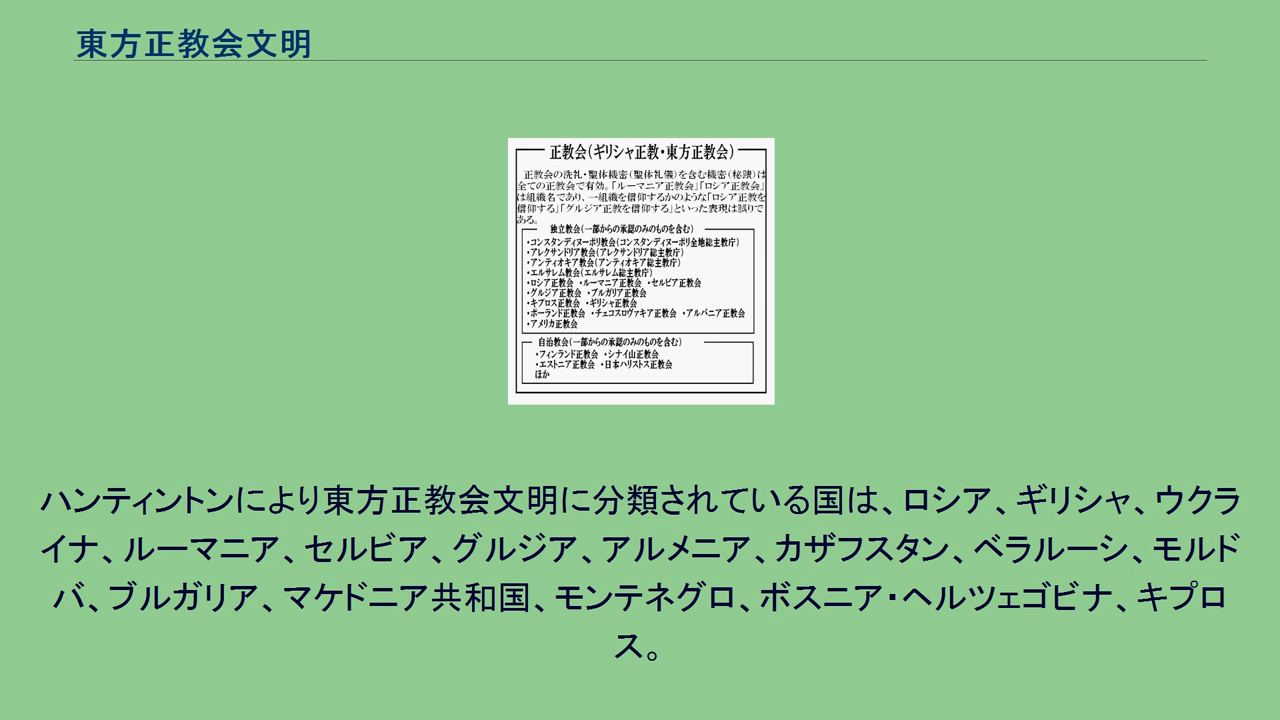 東方正教会文明
正教会(ギリシャ正教・東方正教会)
正教会の洗礼・聖体機密(聖体礼儀)を含む機密(秘蹟)は
全ての正教会で有効。「ルーマニア正教会」「ロシア正教会」
は組織名であり、一組織を信仰するかのような「ロシア正教を
信仰する」「グルジア正教を信仰する」といった表現は誤りで
ある。
独立教会(一部からの承認のみのものを含む)
・コンスタンディヌーポリ教会(コンスタンディヌーポリ全地総主教庁)
・アレクサンドリア教会(アレクサンドリア総主教庁)
・アンティオキア教会(アンティオキア総主教庁)
・エルサレム教会(エルサレム総主教庁)
・ロシア正教会 ・ルーマニア正教会 ・セルビア正教会
・グルジア正教会 ・ブルガリア正教会
・キプロス正教会 ・ギリシャ正教会
・ポーランド正教会 ・チェコスロヴァキア正教会 ・アルバニア正教会
・アメリカ正教会
自治教会(一部からの承認のみのものを含む)
・フィンランド正教会 ・シナイ山正教会
・エストニア正教会 ・日本ハリストス正教会
ほか
ハンティントンにより東方正教会文明に分類されている国は、ロシア、ギリシャ、ウクラ
イナ、ルーマニア、セルビア、グルジア、アルメニア、カザフスタン、ベラルーシ、モルド
バ、ブルガリア、マケドニア共和国、モンテネグロ、ボスニア・ヘルツェゴビナ、キプロ
ス。